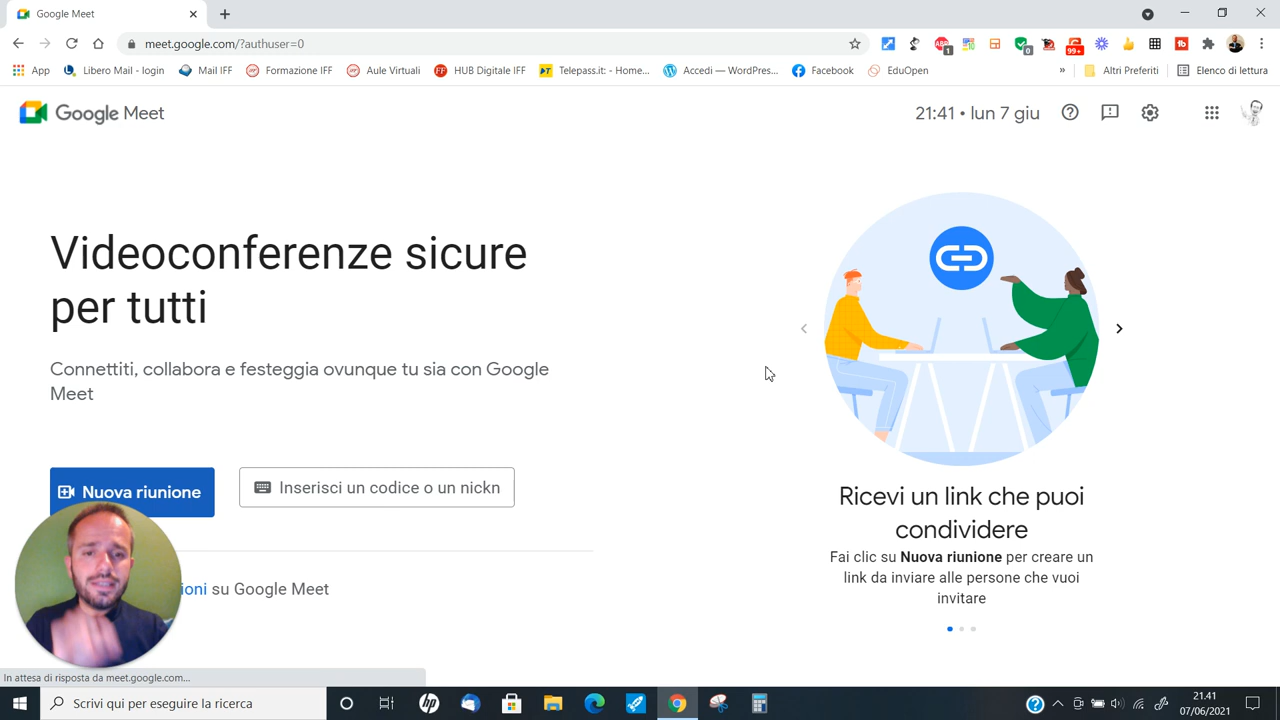 Google Meet
meet.google.com/?authuser=0
1
0
99+
App
Libero Mail - login
Mail IFF
Formazione IFF
Aule Virtuali
HUB Digitale IFF
Telepass.it: - Home...
Accedi — WordPres...
Facebook
EduOpen
»
Altri Preferiti
Elenco di lettura
Google Meet
21:41 • lun 7 giu
Videoconferenze sicure
per tutti
Connettiti, collabora e festeggia ovunque tu sia con Google
Meet
Nuova riunione
Inserisci un codice o un nickn
ioni su Google Meet
Ricevi un link che puoi
condividere
Fai clic su Nuova riunione per creare un
link da inviare alle persone che vuoi
invitare
In attesa di risposta da meet.google.com...
Scrivi qui per eseguire la ricerca
21.41
07/06/2021